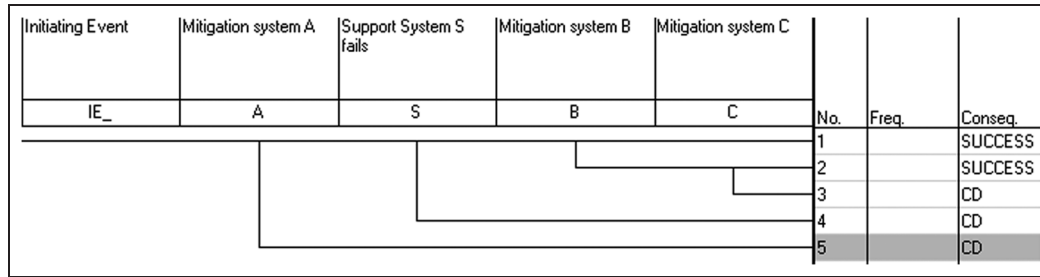 Initiating Event Mitigation system A Support System S Mitigation system B Mitigation system C
fails
IE_ A S B C No. Freq. Conseq.
1 SUCCESS
2 SUCCESS
3 CD
4 CD
5 CD